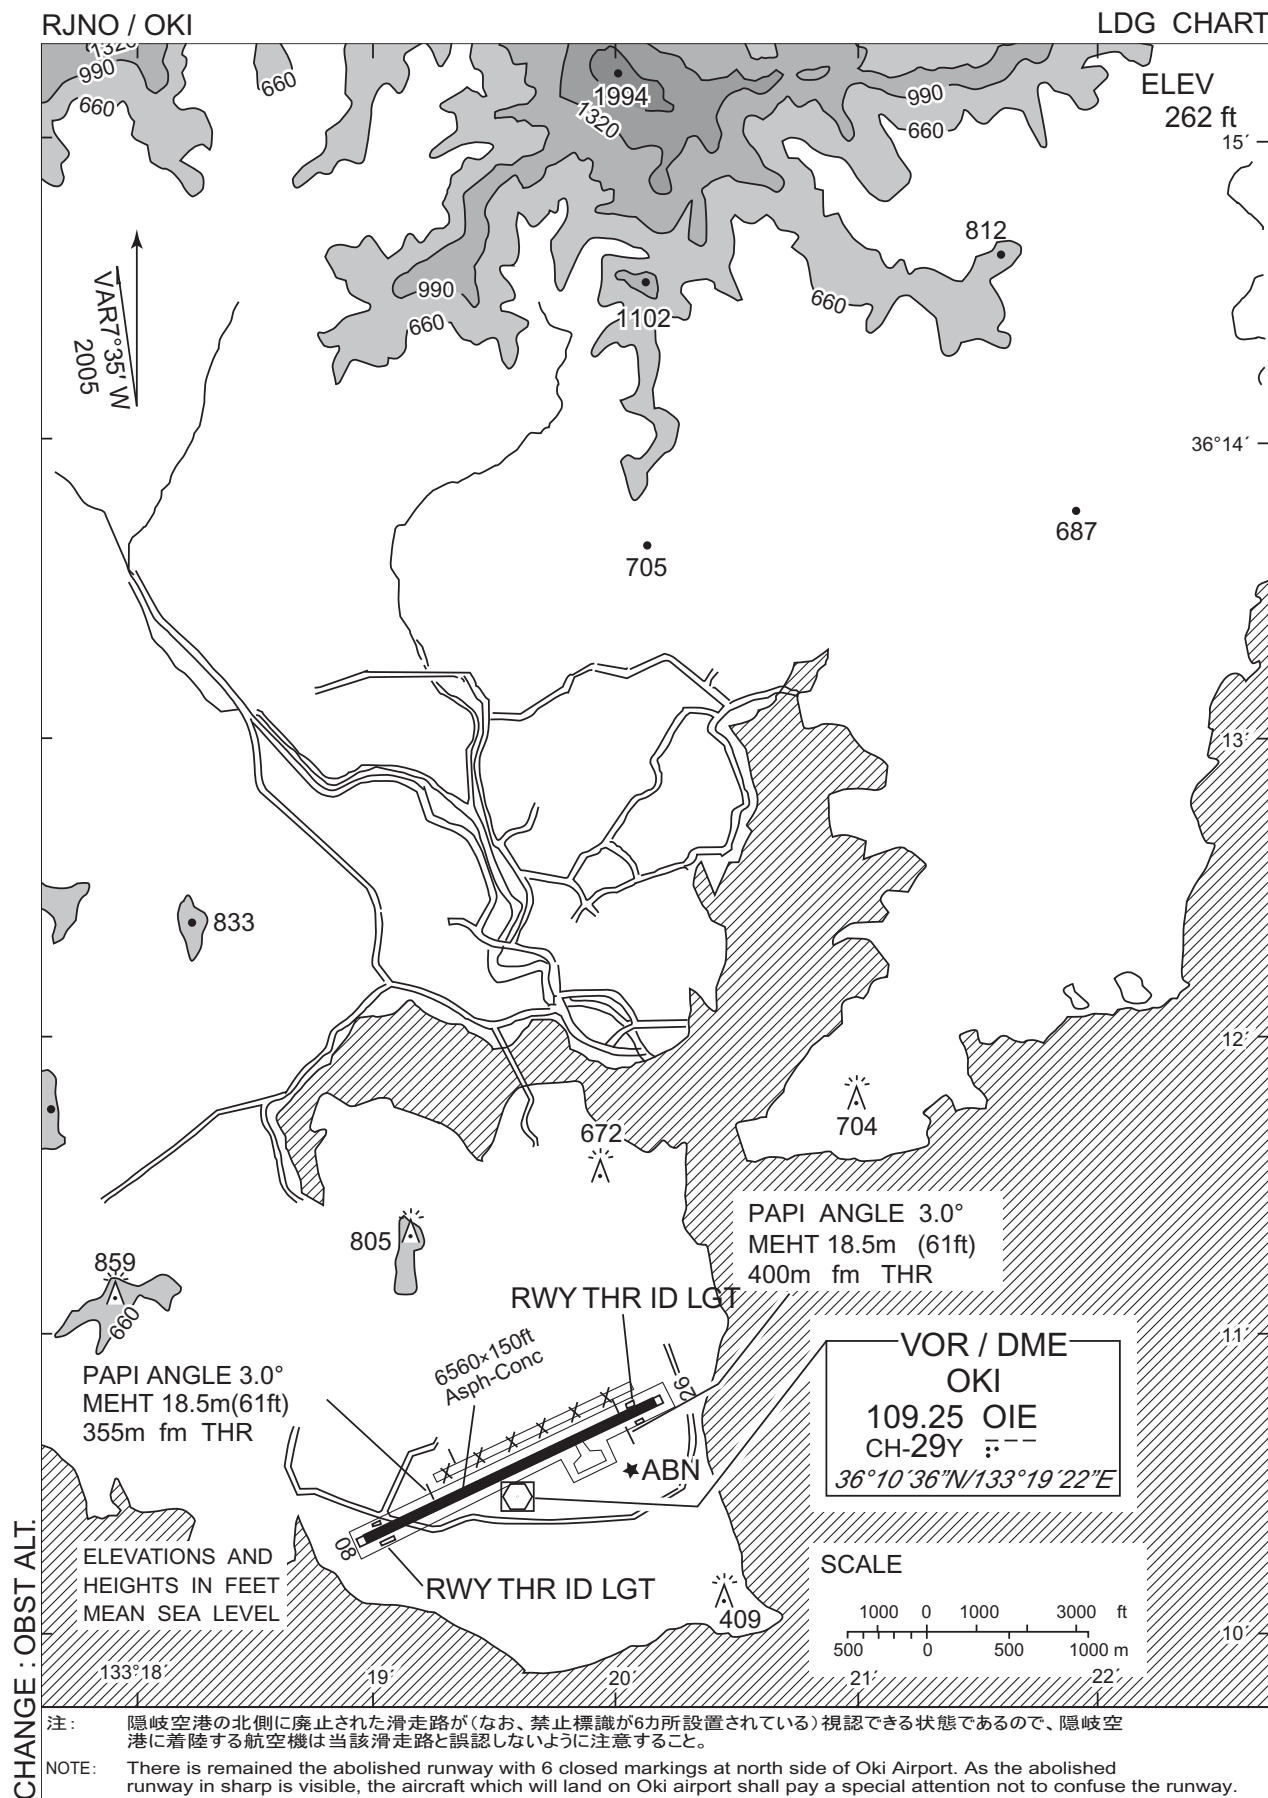 RJNO / OKI
LDG CHART
1320
990
660
660
1994
1320
990
660
ELEV
262 ft
15´
812
VAR7°35´W
2005
990
660
1102
660
36°14´
687
705
13´
833
12´
704
672
805
859
660
PAPI ANGLE 3.0°
MEHT 18.5m (61ft)
400m fm THR
RWY THR ID LGT
11´
6560×150ft
Asph-Conc
PAPI ANGLE 3.0°
MEHT 18.5m(61ft)
355m fm THR
26
VOR / DME
OKI
109.25 OIE
CH-29Y
36°10´36”N/133°19´22”E
ABN
08
ELEVATIONS AND
HEIGHTS IN FEET
MEAN SEA LEVEL
RWY THR ID LGT
409
SCALE
1000 0 1000 3000 ft
500 0 500 1000 m
10´
133°18´
19´
20´
21´
22´
CHANGE : OBST ALT.
注: 隠岐空港の北側に廃止された滑走路が(なお、禁止標識が6カ所設置されている)視認できる状態であるので、隠岐空
港に着陸する航空機は当該滑走路と誤認しないように注意すること。
NOTE: There is remained the abolished runway with 6 closed markings at north side of Oki Airport. As the abolished
runway in sharp is visible, the aircraft which will land on Oki airport shall pay a special attention not to confuse the runway.